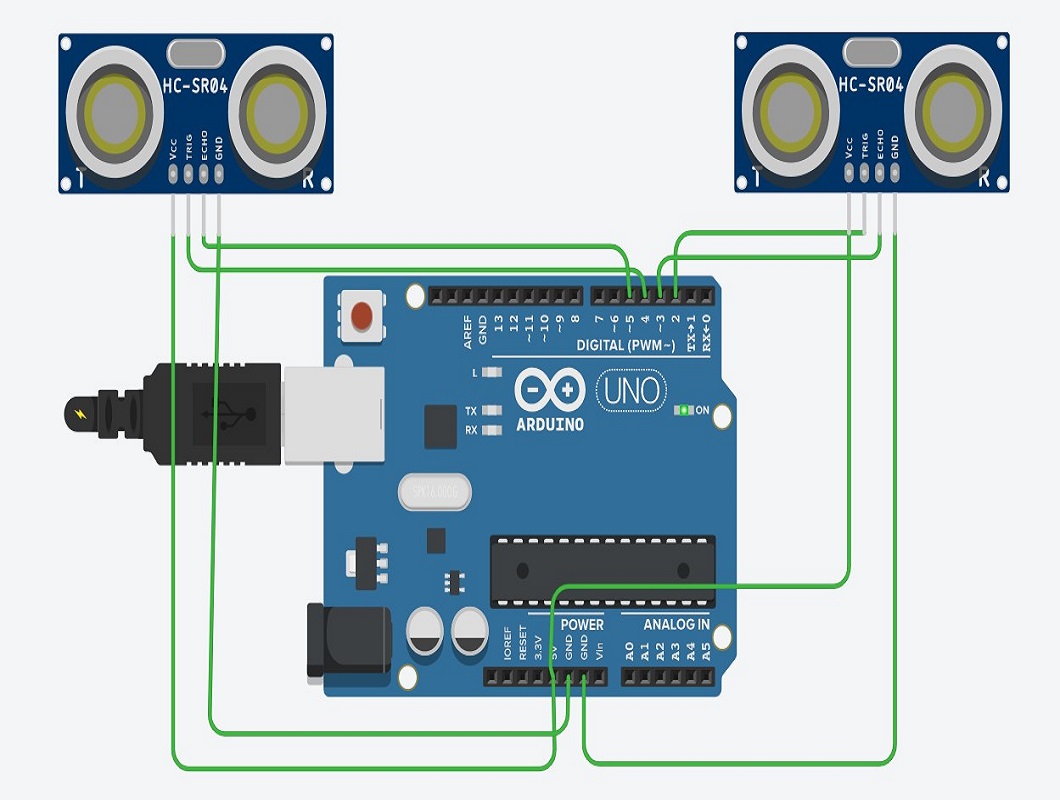 HC-SR04
VCC
TRIG
ECHO
GND
T
R
HC-SR04
VCC
TRIG
ECHO
GND
T
R
AREF
GND
13
12
~11
~10
~9
8
7
~6
~5
4
~3
2
TX→1
RX←0
DIGITAL (PWM~)
L
TX
RX
UNO
ARDUINO
ON
POWER
ANALOG IN
IOREF
RESET
3.3V
5V
GND
GND
Vin
A0
A1
A2
A3
A4
A5